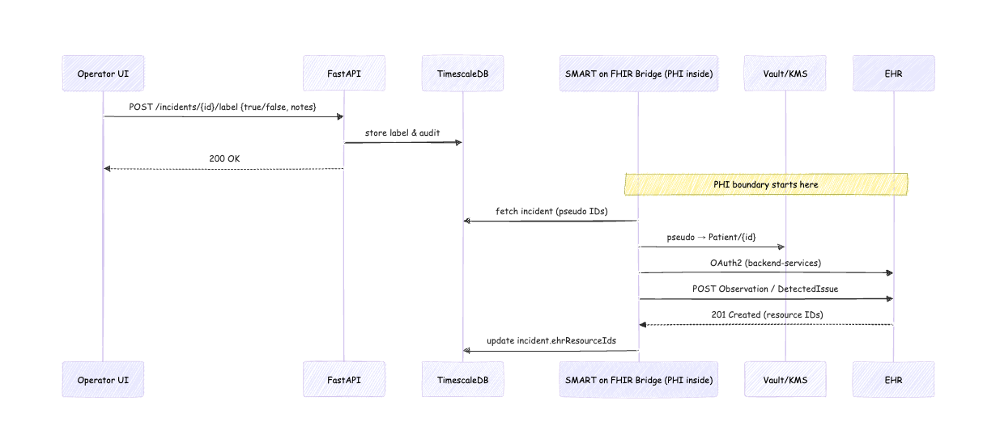 Operator UI
FastAPI
TimescaleDB
SMART on FHIR Bridge (PHI inside)
Vault/KMS
EHR
POST /incidents/{id}/label {true/false, notes}
store label & audit
200 OK
PHI boundary starts here
fetch incident (pseudo IDs)
pseudo → Patient/{id}
OAuth2 (backend-services)
POST Observation / DetectedIssue
201 Created (resource IDs)
update incident.ehrResourceIds
Operator UI
FastAPI
TimescaleDB
SMART on FHIR Bridge (PHI inside)
Vault/KMS
EHR